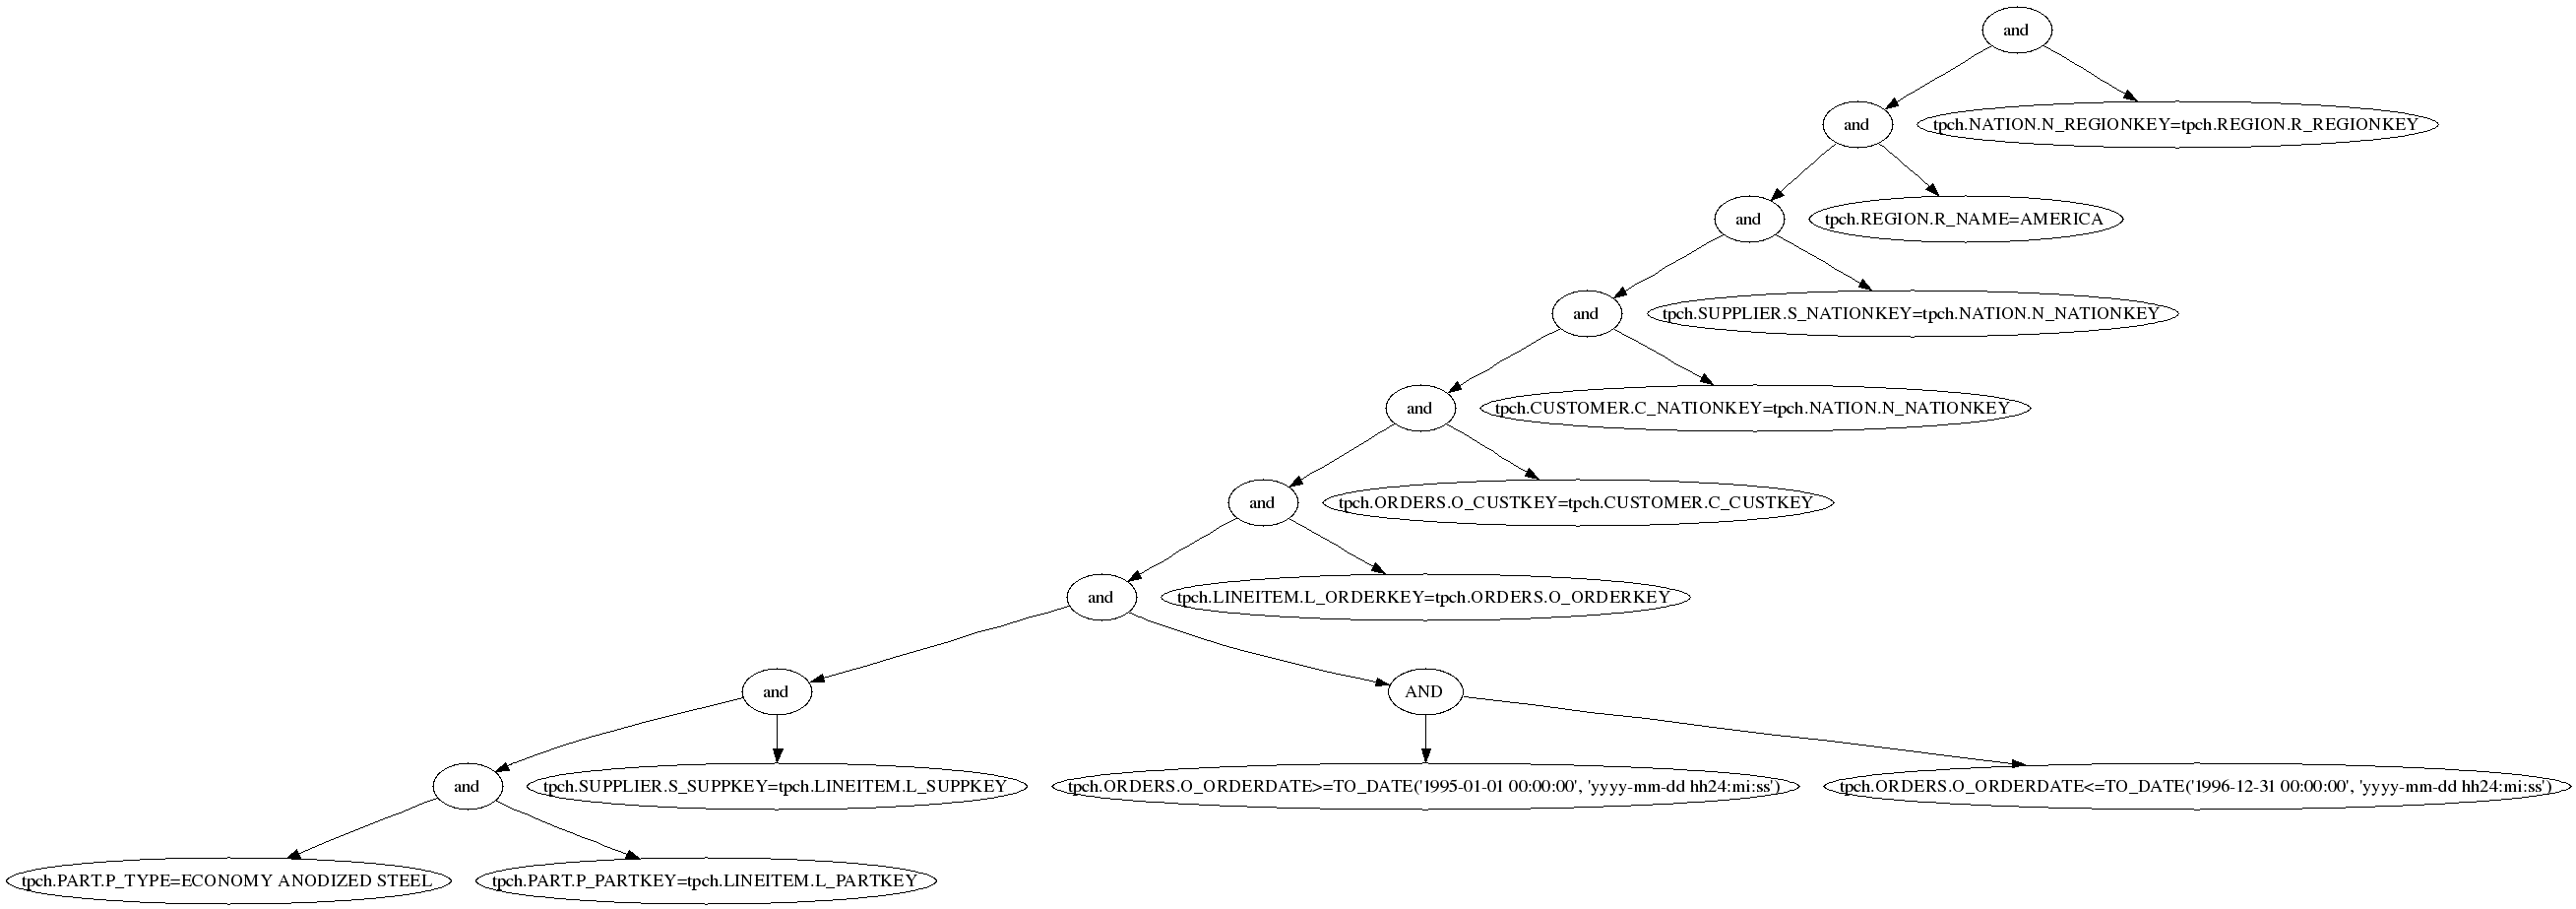 and
and
tpch.NATION.N_REGIONKEY=tpch.REGION.R_REGIONKEY
and
tpch.REGION.R_NAME=AMERICA
and
tpch.SUPPLIER.S_NATIONKEY=tpch.NATION.N_NATIONKEY
and
tpch.CUSTOMER.C_NATIONKEY=tpch.NATION.N_NATIONKEY
and
tpch.ORDERS.O_CUSTKEY=tpch.CUSTOMER.C_CUSTKEY
and
tpch.LINEITEM.L_ORDERKEY=tpch.ORDERS.O_ORDERKEY
and
AND
and
tpch.SUPPLIER.S_SUPPKEY=tpch.LINEITEM.L_SUPPKEY
tpch.ORDERS.O_ORDERDATE>=TO_DATE('1995-01-01 00:00:00', 'yyyy-mm-dd hh24:mi:ss')
tpch.ORDERS.O_ORDERDATE<=TO_DATE('1996-12-31 00:00:00', 'yyyy-mm-dd hh24:mi:ss')
tpch.PART.P_TYPE=ECONOMY ANODIZED STEEL
tpch.PART.P_PARTKEY=tpch.LINEITEM.L_PARTKEY